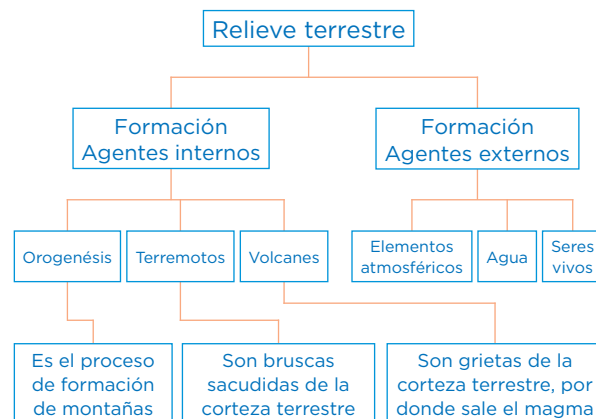 Relieve terrestre
Formación
Agentes internos
Formación
Agentes externos
Orogenésis
Terremotos
Volcanes
Elementos
atmosféricos
Agua
Seres
vivos
Es el proceso
de formación
de montañas
Son bruscas
sacudidas de la
corteza terrestre
Son grietas de la
corteza terrestre, por
donde sale el magma